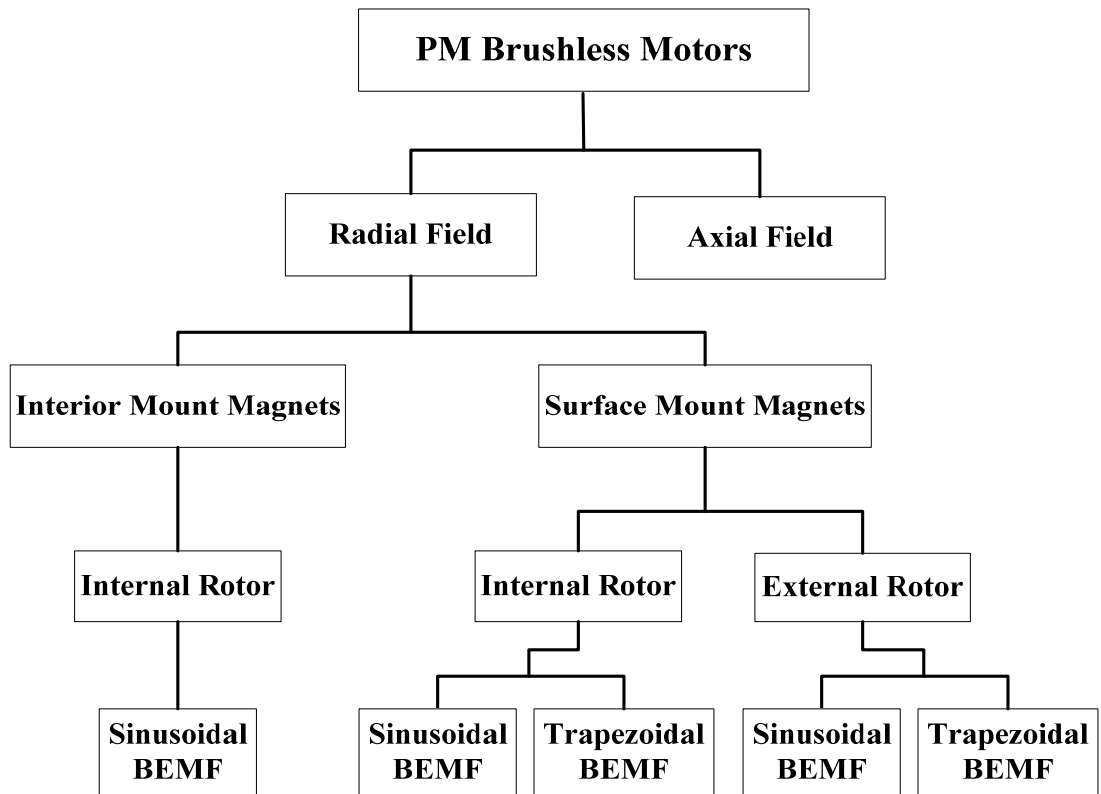 PM Brushless Motors
Radial Field
Axial Field
Interior Mount Magnets
Surface Mount Magnets
Internal Rotor
Internal Rotor
External Rotor
Sinusoidal
BEMF
Sinusoidal
BEMF
Trapezoidal
BEMF
Sinusoidal
BEMF
Trapezoidal
BEMF